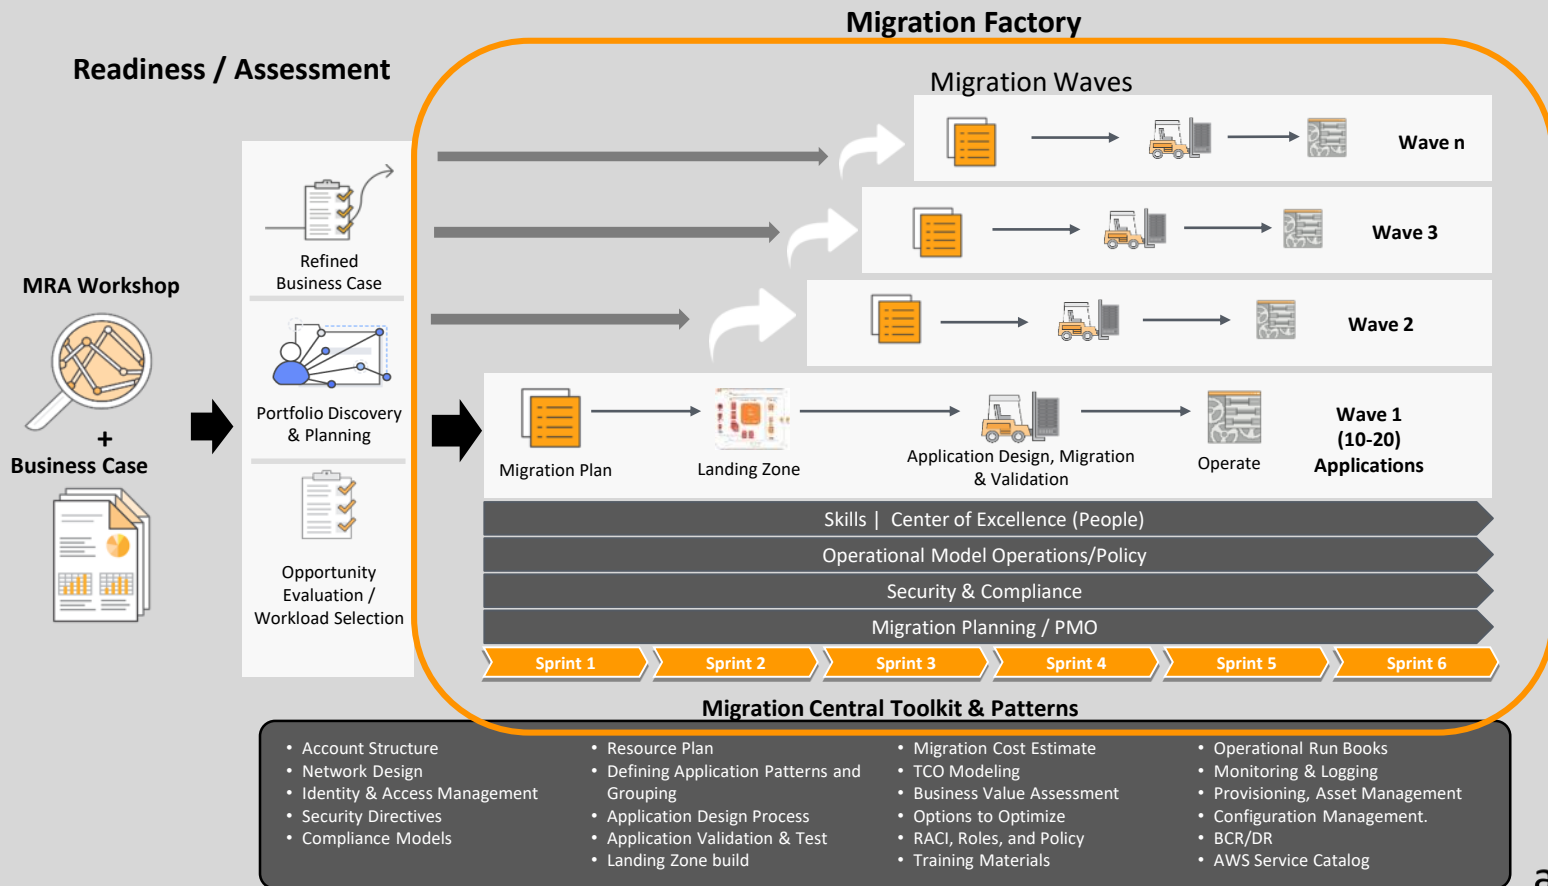 Migration Factory
Readiness / Assessment
Migration Waves
Wave n
Wave 3
Wave 2
Refined
Business Case
MRA Workshop
+
Business Case
Portfolio Discovery
& Planning
Opportunity
Evaluation /
Workload Selection
Migration Plan
Landing Zone
Application Design, Migration
& Validation
Operate
Wave 1
(10-20)
Applications
Skills | Center of Excellence (People)
Operational Model Operations/Policy
Security & Compliance
Migration Planning / PMO
Sprint 1
Sprint 2
Sprint 3
Sprint 4
Sprint 5
Sprint 6
Migration Central Toolkit & Patterns
• Account Structure
• Network Design
• Identity & Access Management
• Security Directives
• Compliance Models
• Resource Plan
• Defining Application Patterns and
Grouping
• Application Design Process
• Application Validation & Test
• Landing Zone build
• Migration Cost Estimate
• TCO Modeling
• Business Value Assessment
• Options to Optimize
• RACI, Roles, and Policy
• Training Materials
• Operational Run Books
• Monitoring & Logging
• Provisioning, Asset Management
• Configuration Management.
• BCR/DR
• AWS Service Catalog